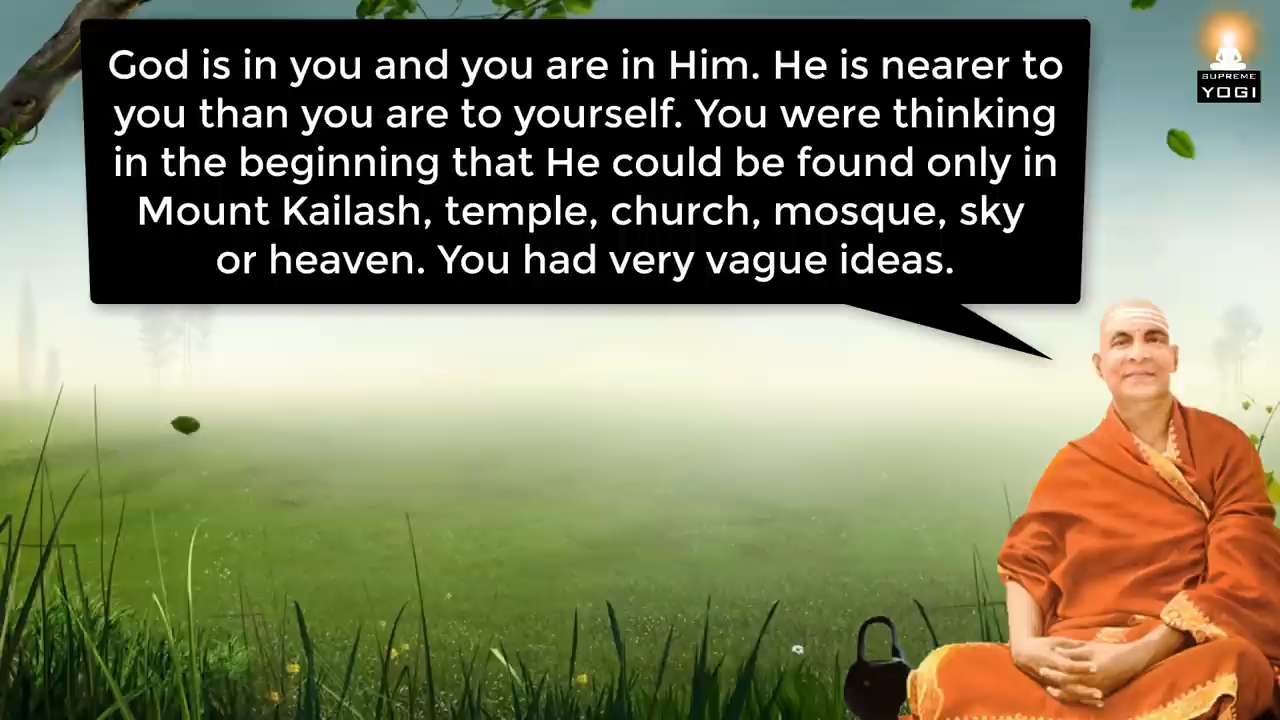 God is in you and you are in Him. He is nearer to
you than you are to yourself. You were thinking
in the beginning that He could be found only in
Mount Kailash, temple, church, mosque, sky
or heaven. You had very vague ideas.
SUPREME
YOGI